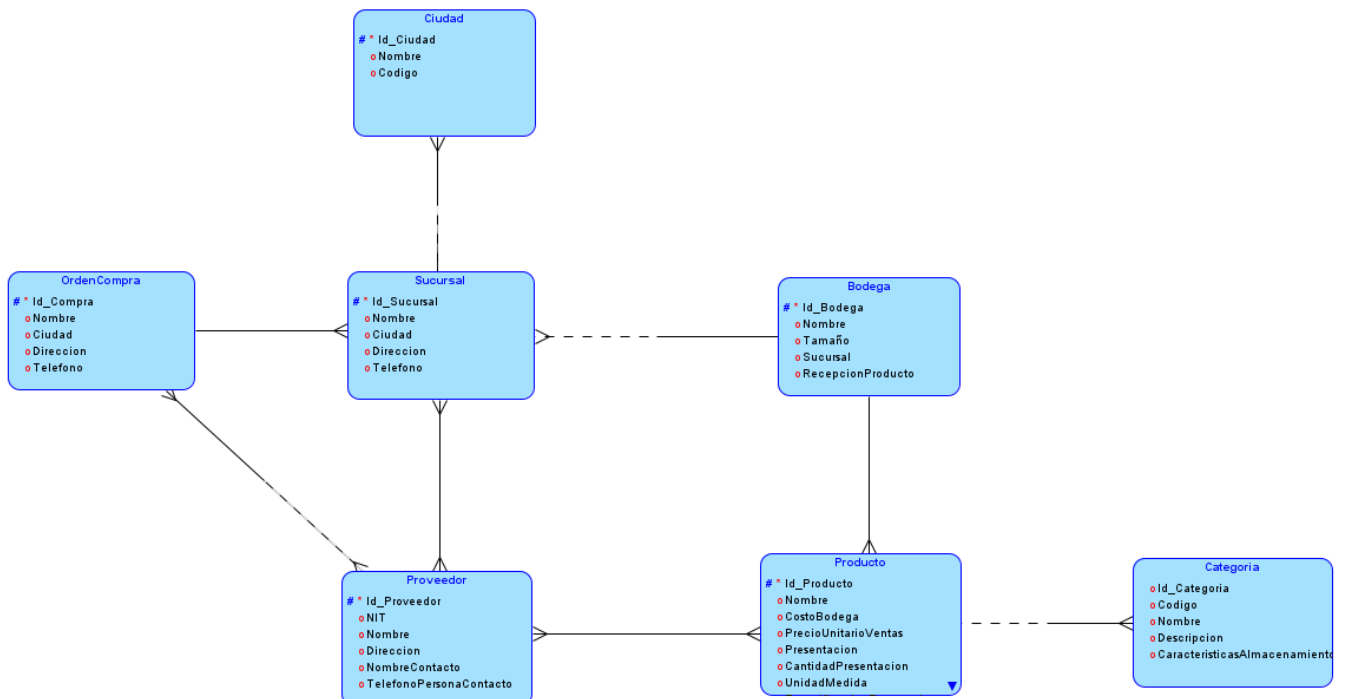 Ciudad
# * Id_Ciudad
o Nombre
o Codigo
OrdenCompra
# * Id_Compra
o Nombre
o Ciudad
o Direccion
o Telefono
Sucursal
# * Id_Sucursal
o Nombre
o Ciudad
o Direccion
o Telefono
Bodega
# * Id_Bodega
o Nombre
o Tamaño
o Sucursal
o RecepcionProducto
Proveedor
# * Id_Proveedor
o NIT
o Nombre
o Direccion
o NombreContacto
o TelefonoPersonaContacto
Producto
# * Id_Producto
o Nombre
o CostoBodega
o PrecioUnitarioVentas
o Presentacion
o CantidadPresentacion
o UnidadMedida
Categoria
o Id_Categoria
o Codigo
o Nombre
o Descripcion
o CaracteristicasAlmacenamiento